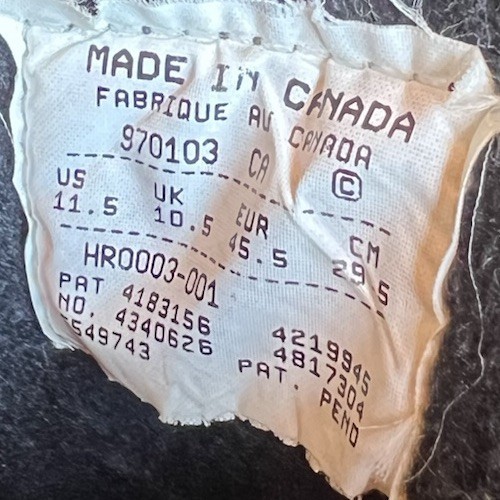 MADE IN CANADA
FABRIQUE AU CANADA
970103 CA ©
US UK EUR CM
11.5 10.5 45.5 29.5
HR0003-001
PAT 4183156 4219945
NO. 4340626 4817304
5549743 PAT. PEND